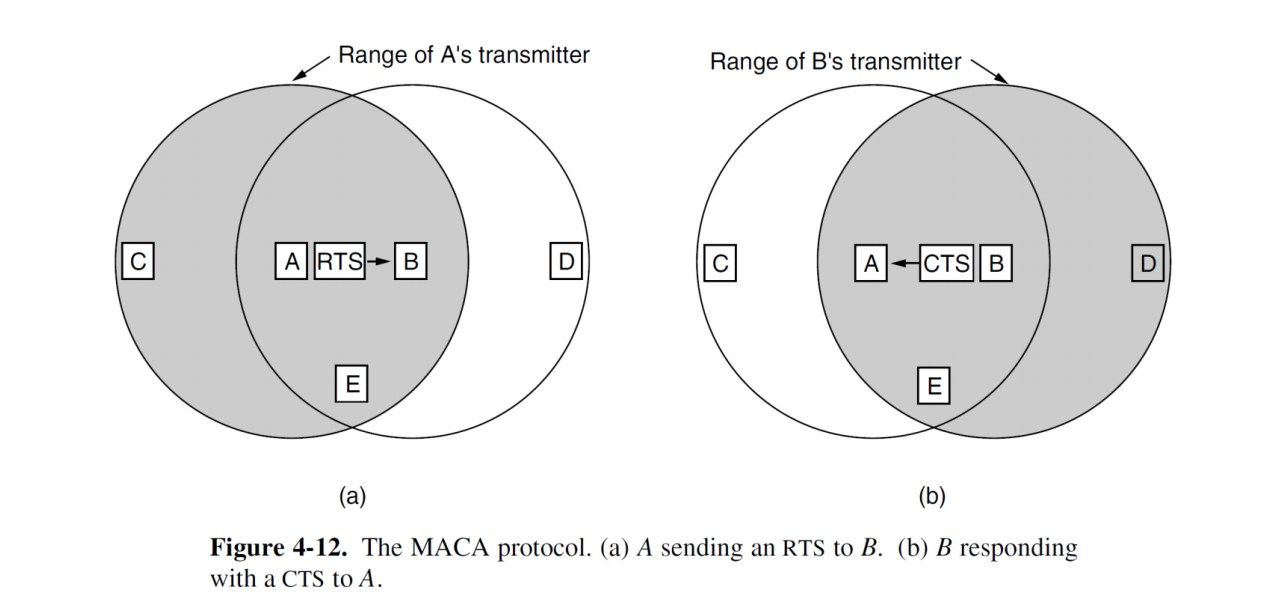 Range of A's transmitter
Range of B's transmitter
C
A
RTS
B
D
E
C
A
CTS
B
D
E
(a)
(b)
Figure 4-12. The MACA protocol. (a) A sending an RTS to B. (b) B responding
with a CTS to A.